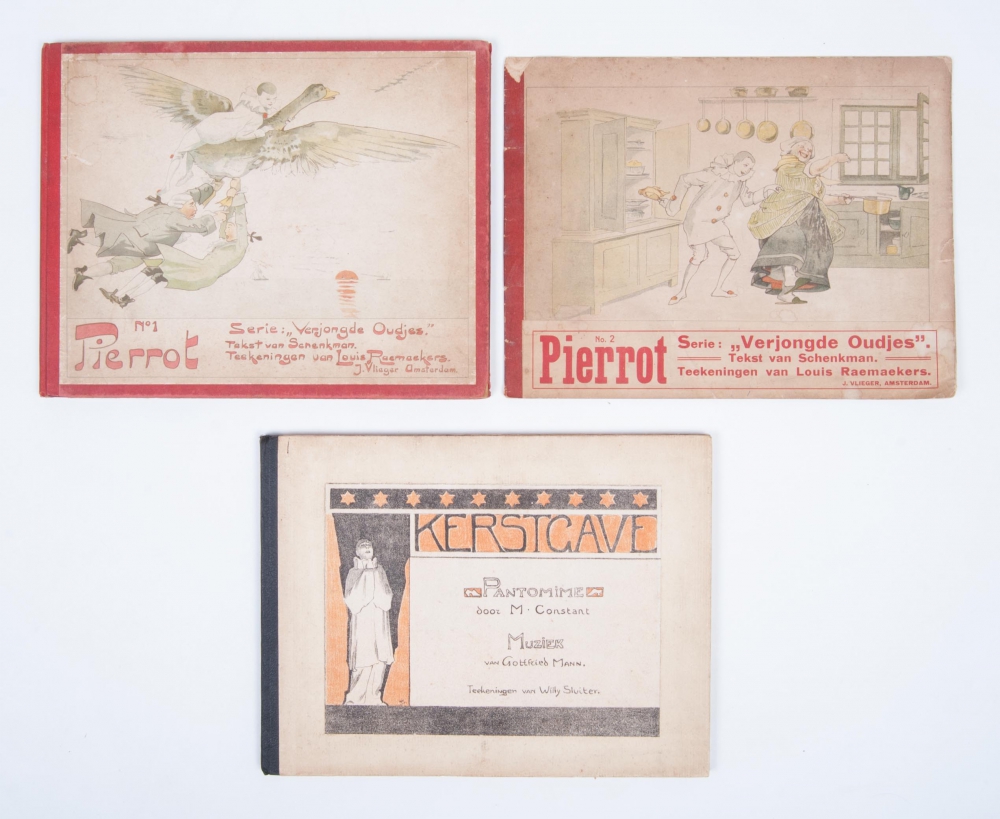 No 1
Pierrot
Serie: „Verjongde Oudjes."
Tekst van Schenkman.
Teekeningen van Louis Raemaekers.
J. Vlieger Amsterdam.
No. 2
Pierrot
Serie: „Verjongde Oudjes".
Tekst van Schenkman.
Teekeningen van Louis Raemaekers.
J. VLIEGER, AMSTERDAM.
KERSTGAVE
PANTOMIME
door M. Constant
MUZIEK
van Gottfried Mann.
Teekeningen van Willy Sluiter.